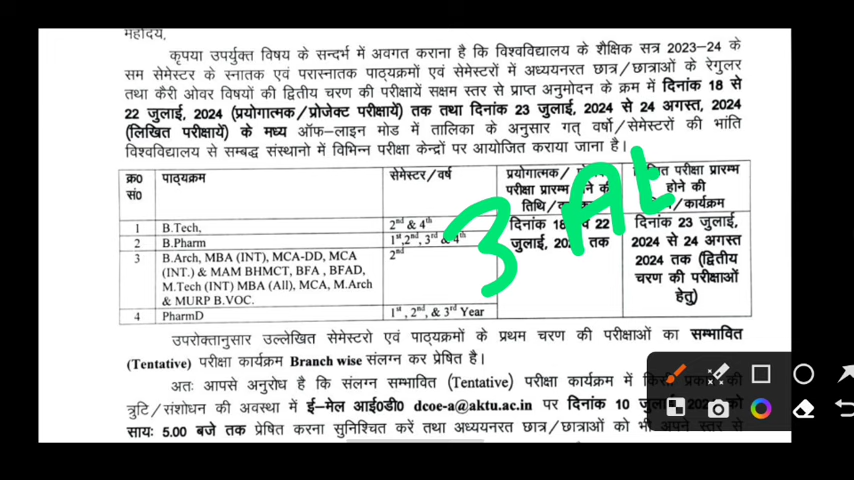 महोदय,
कृपया उपर्युक्त विषय के सन्दर्भ में अवगत कराना है कि विश्वविद्यालय के शैक्षिक सत्र 2023-24 के
सम सेमेस्टर के स्नातक एवं परास्नातक पाठ्यक्रमों एवं सेमेस्टरों में अध्ययनरत छात्र/छात्राओं के रेगुलर
तथा कैरी ओवर विषयों की द्वितीय चरण की परीक्षायें सक्षम स्तर से प्राप्त अनुमोदन के क्रम में दिनांक 18 से
22 जुलाई, 2024 (प्रयोगात्मक/प्रोजेक्ट परीक्षायें) तक तथा दिनांक 23 जुलाई, 2024 से 24 अगस्त, 2024
(लिखित परीक्षायें) के मध्य ऑफ-लाइन मोड में तालिका के अनुसार गत् वर्षो/सेमेस्टरों की भांति
विश्वविद्यालय से सम्बद्ध संस्थानो में विभिन्न परीक्षा केन्द्रों पर आयोजित कराया जाना है।
क्र0 सं0 पाठ्यक्रम सेमेस्टर/वर्ष प्रयोगात्मक/ परीक्षा प्रारम्भ होने की तिथि/ परीक्षा प्रारम्भ होने की /कार्यक्रम
1 B.Tech, 2nd & 4th दिनांक 18 22 जुलाई, तक दिनांक 23 जुलाई, 2024 से 24 अगस्त 2024 तक (द्वितीय चरण की परीक्षाओं हेतु)
2 B.Pharm 1st,2nd, 3rd & 4th
3 B.Arch, MBA (INT), MCA-DD, MCA 2nd
(INT.) & MAM BHMCT, BFA , BFAD,
M.Tech (INT) MBA (All), MCA, M.Arch
& MURP B.VOC.
4 PharmD 1st, 2nd, & 3rd Year
3 At
उपरोक्तानुसार उल्लेखित सेमेस्टरो एवं पाठ्यक्रमों के प्रथम चरण की परीक्षाओं का सम्भावित
(Tentative) परीक्षा कार्यक्रम Branch wise संलग्न कर प्रेषित है।
अतः आपसे अनुरोध है कि संलग्न सम्भावित (Tentative) परीक्षा कार्यक्रम में की
त्रुटि/संशोधन की अवस्था में ई-मेल आई0डी0 dcoe-a@aktu.ac.in पर दिनांक 10 को
सायः 5.00 बजे तक प्रेषित करना सुनिश्चित करें तथा अध्ययनरत छात्र/छात्राओं को भी अपने स्तर से